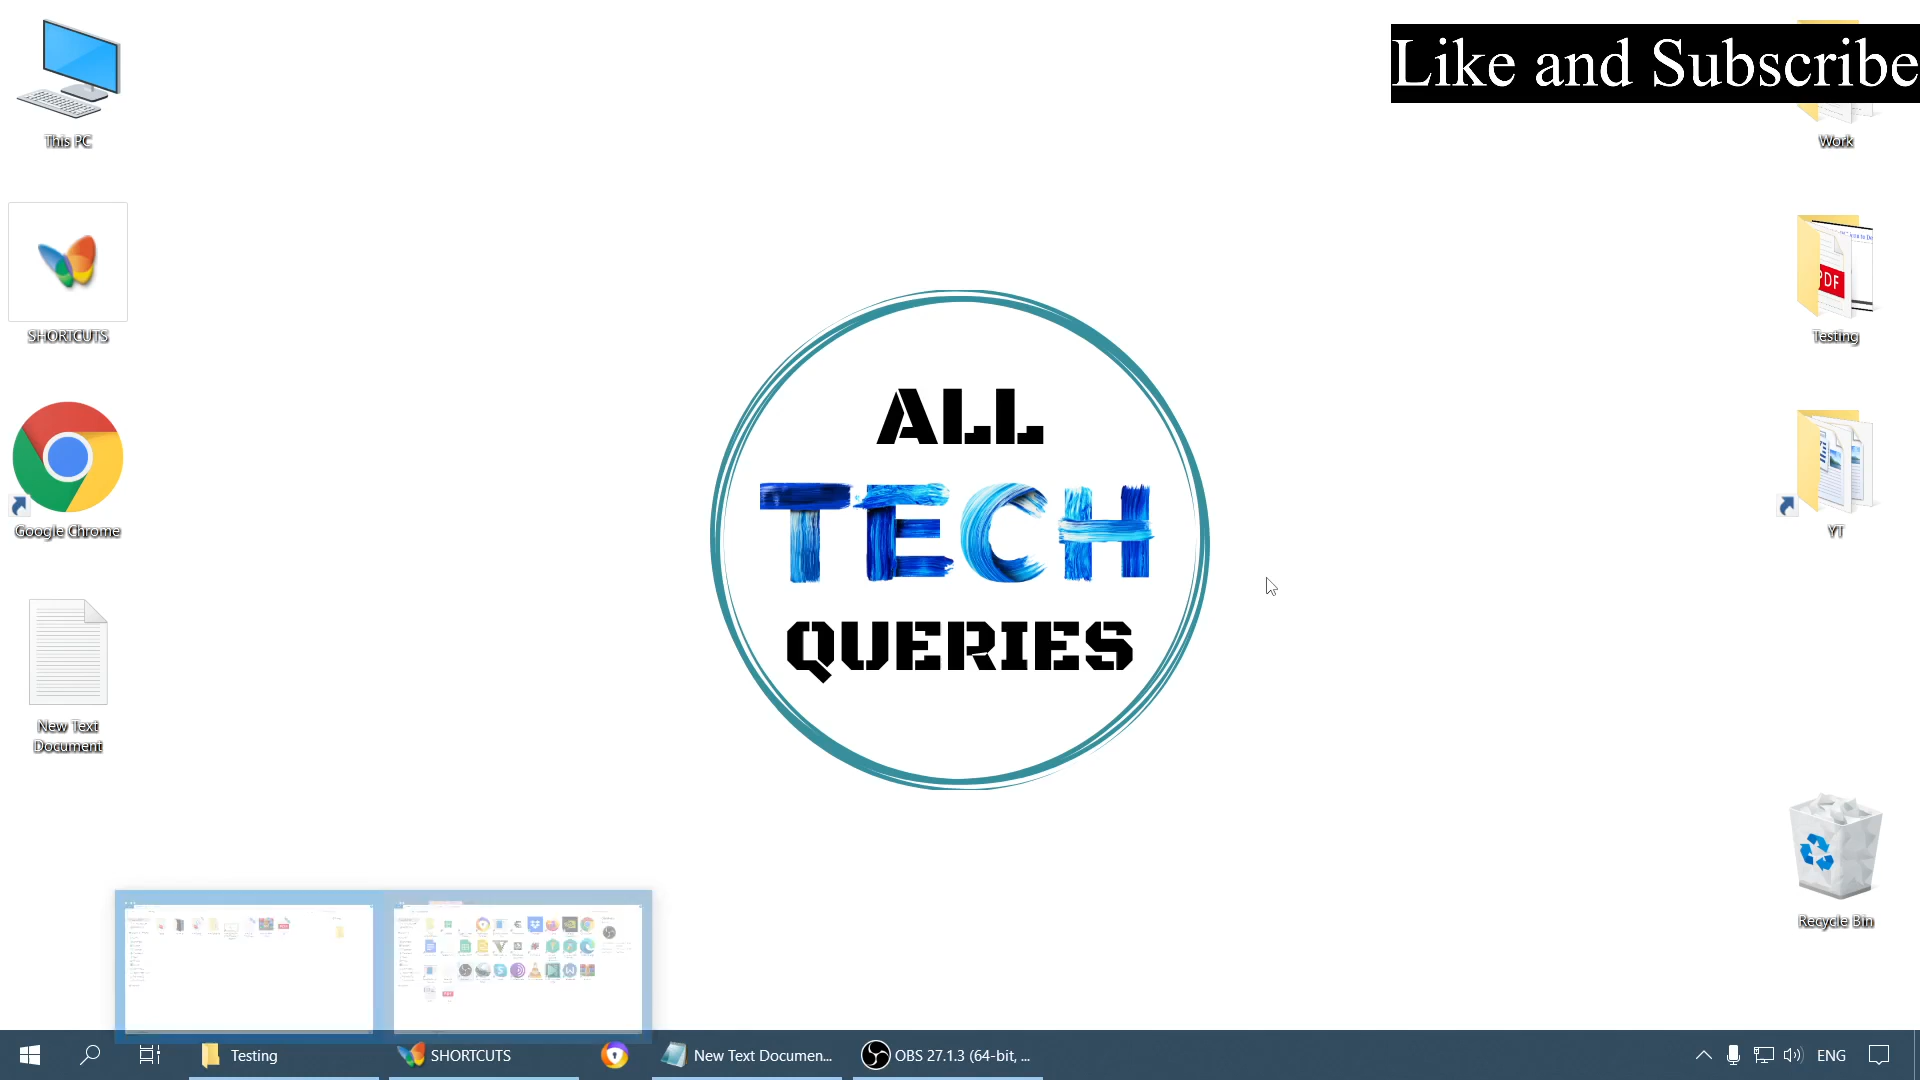 Like and Subscribe
This PC
Work
SHORTCUTS
PDF
Testing
Google Chrome
YT
New Text
Document
ALL
TECH
QUERIES
Recycle Bin
Testing
SHORTCUTS
New Text Documen...
OBS 27.1.3 (64-bit, ...
ENG